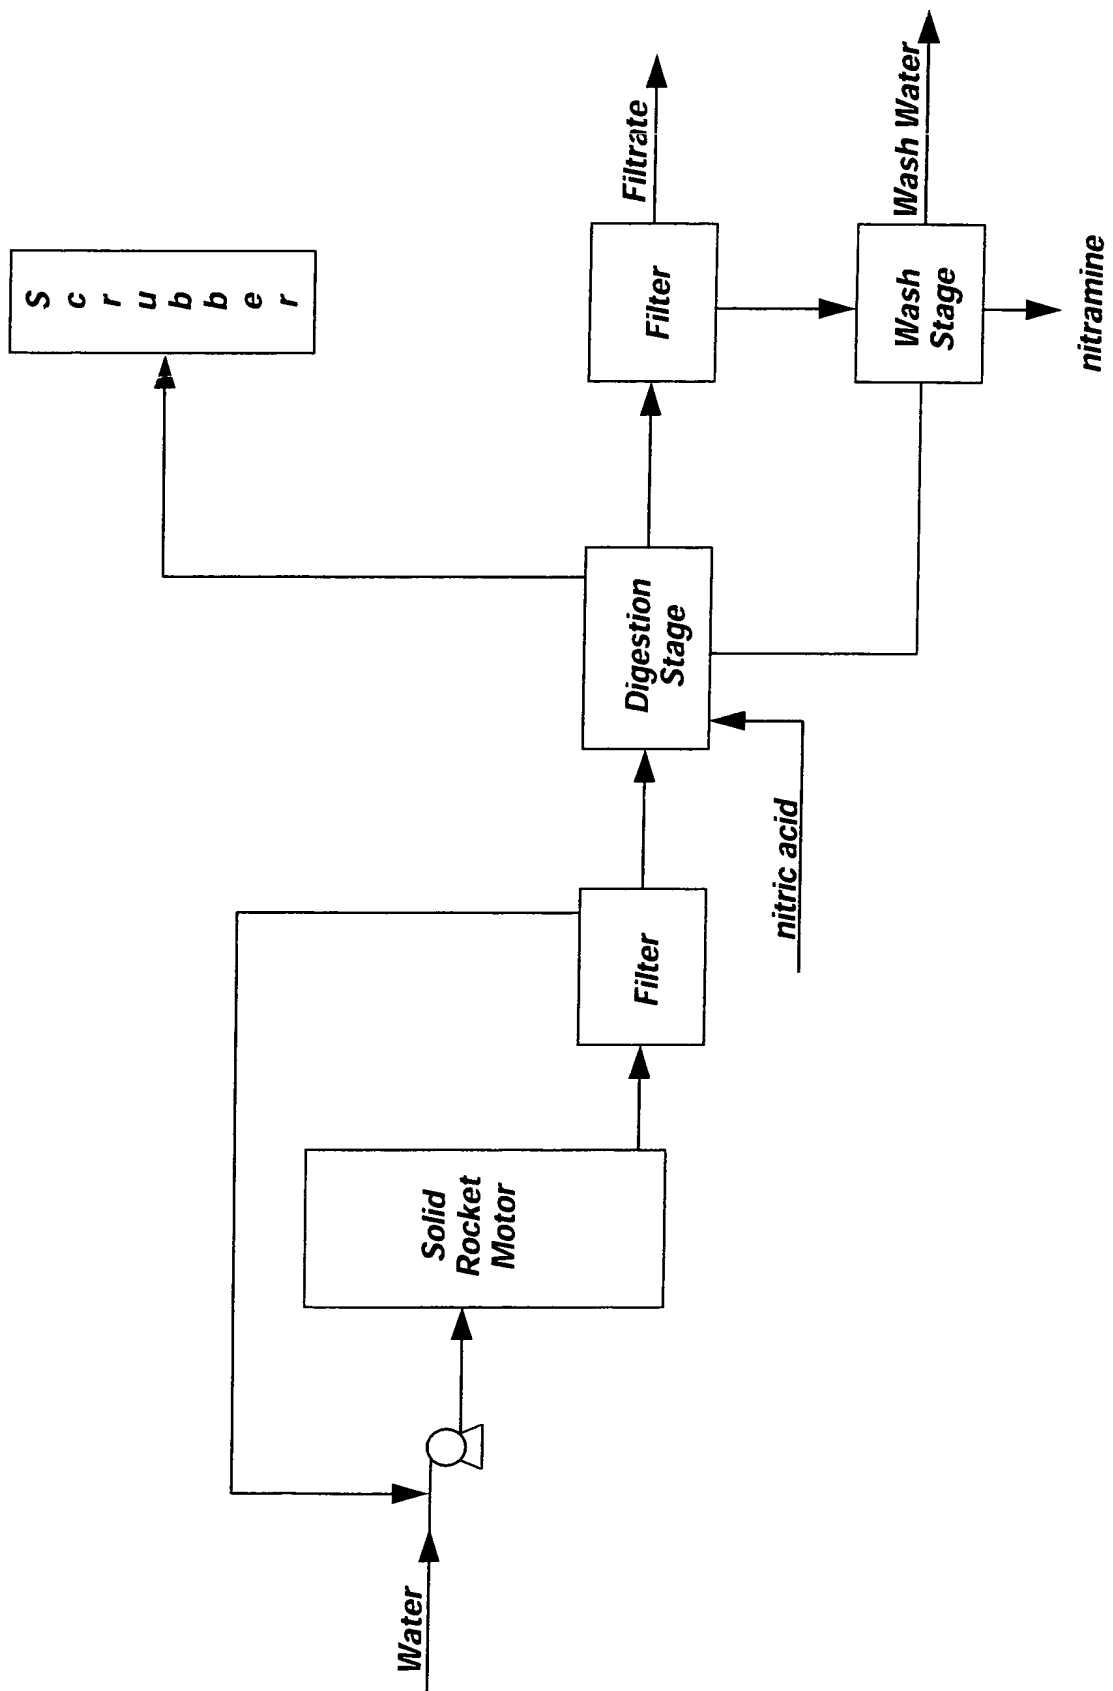 Scrubber
Filtrate
Wash Water
Filter
Wash
Stage
nitramine
Digestion
Stage
nitric acid
Filter
Solid
Rocket
Motor
Water